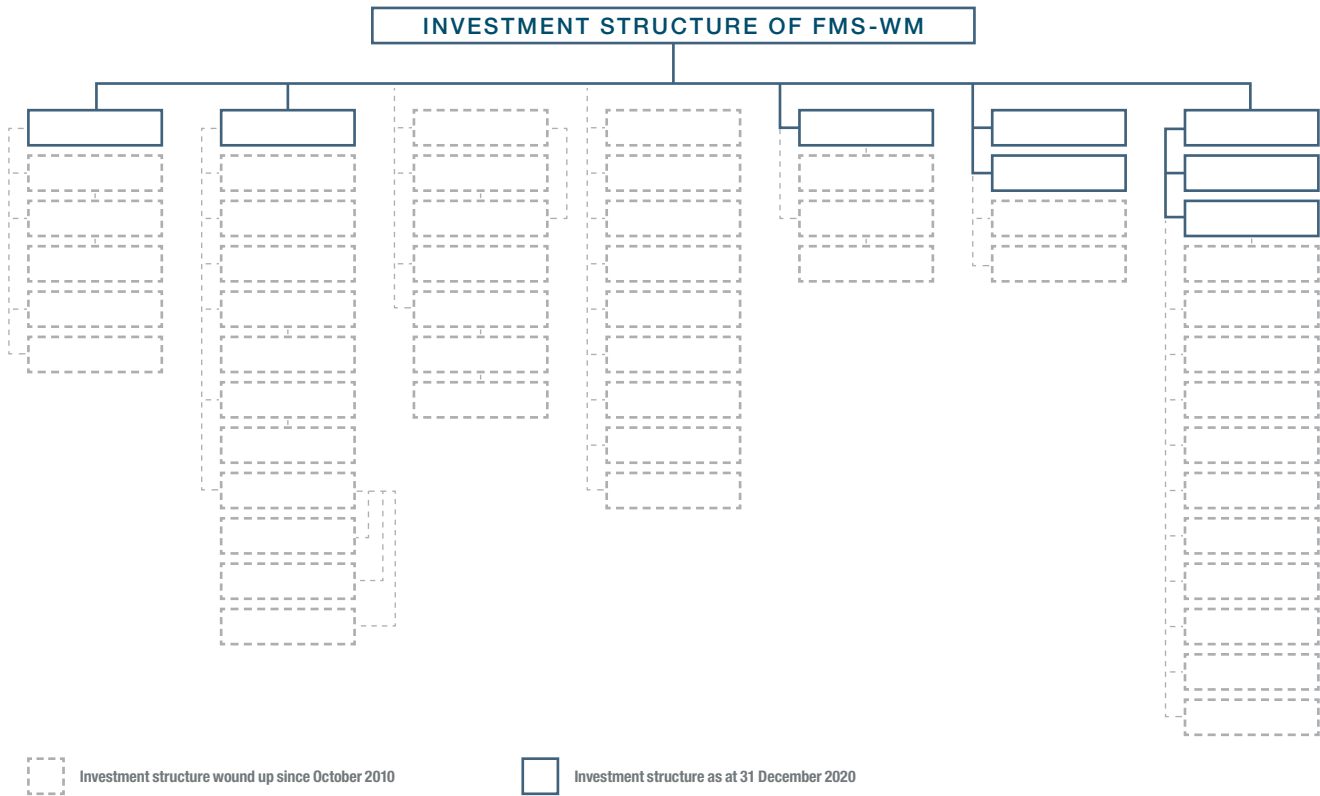 INVESTMENT STRUCTURE OF FMS-WM
Investment structure wound up since October 2010
Investment structure as at 31 December 2020